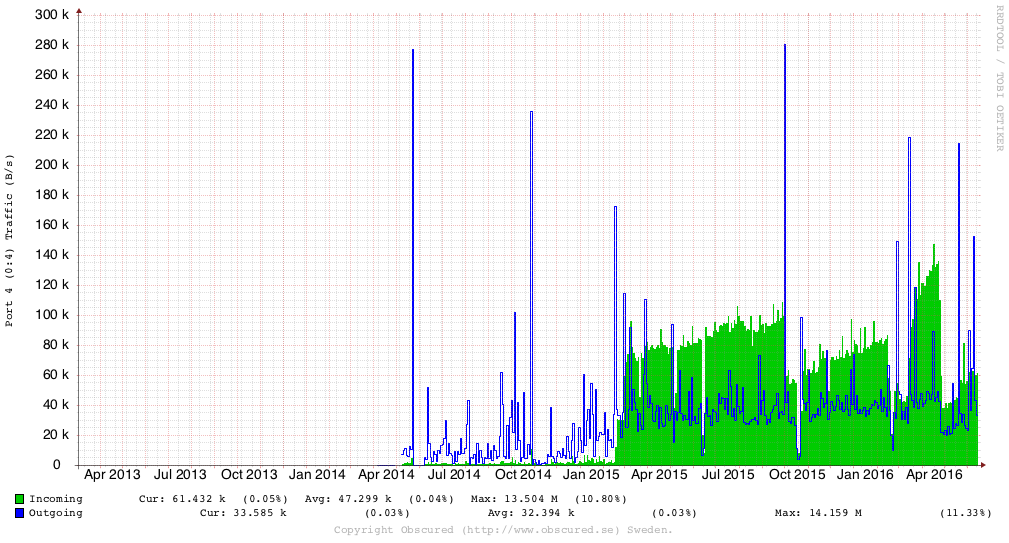 RRDTOOL / TOBI OETIKER
Port 4 (0:4) Traffic (B/s)
300 k
280 k
260 k
240 k
220 k
200 k
180 k
160 k
140 k
120 k
100 k
80 k
60 k
40 k
20 k
0
Apr 2013 Jul 2013 Oct 2013 Jan 2014 Apr 2014 Jul 2014 Oct 2014 Jan 2015 Apr 2015 Jul 2015 Oct 2015 Jan 2016 Apr 2016
Incoming Cur: 61.432 k (0.05%) Avg: 47.299 k (0.04%) Max: 13.504 M (10.80%)
Outgoing Cur: 33.585 k (0.03%) Avg: 32.394 k (0.03%) Max: 14.159 M (11.33%)
Copyright Obscured (http://www.obscured.se) Sweden.